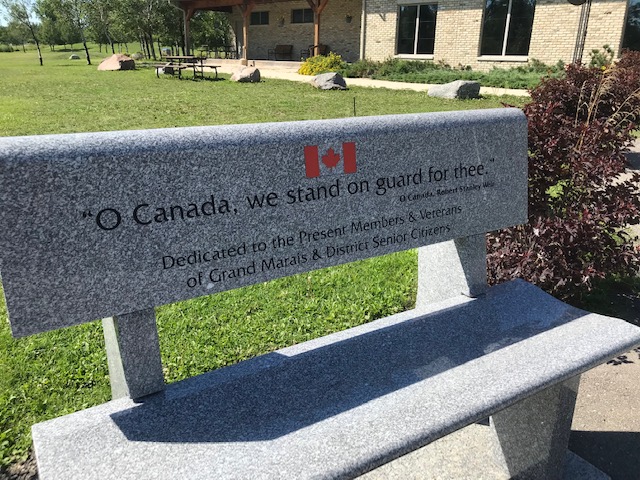 "O Canada, we stand on guard for thee."
O Canada, Robert Stanley Weir
Dedicated to the Present Members & Veterans
of Grand Marais & District Senior Citizens